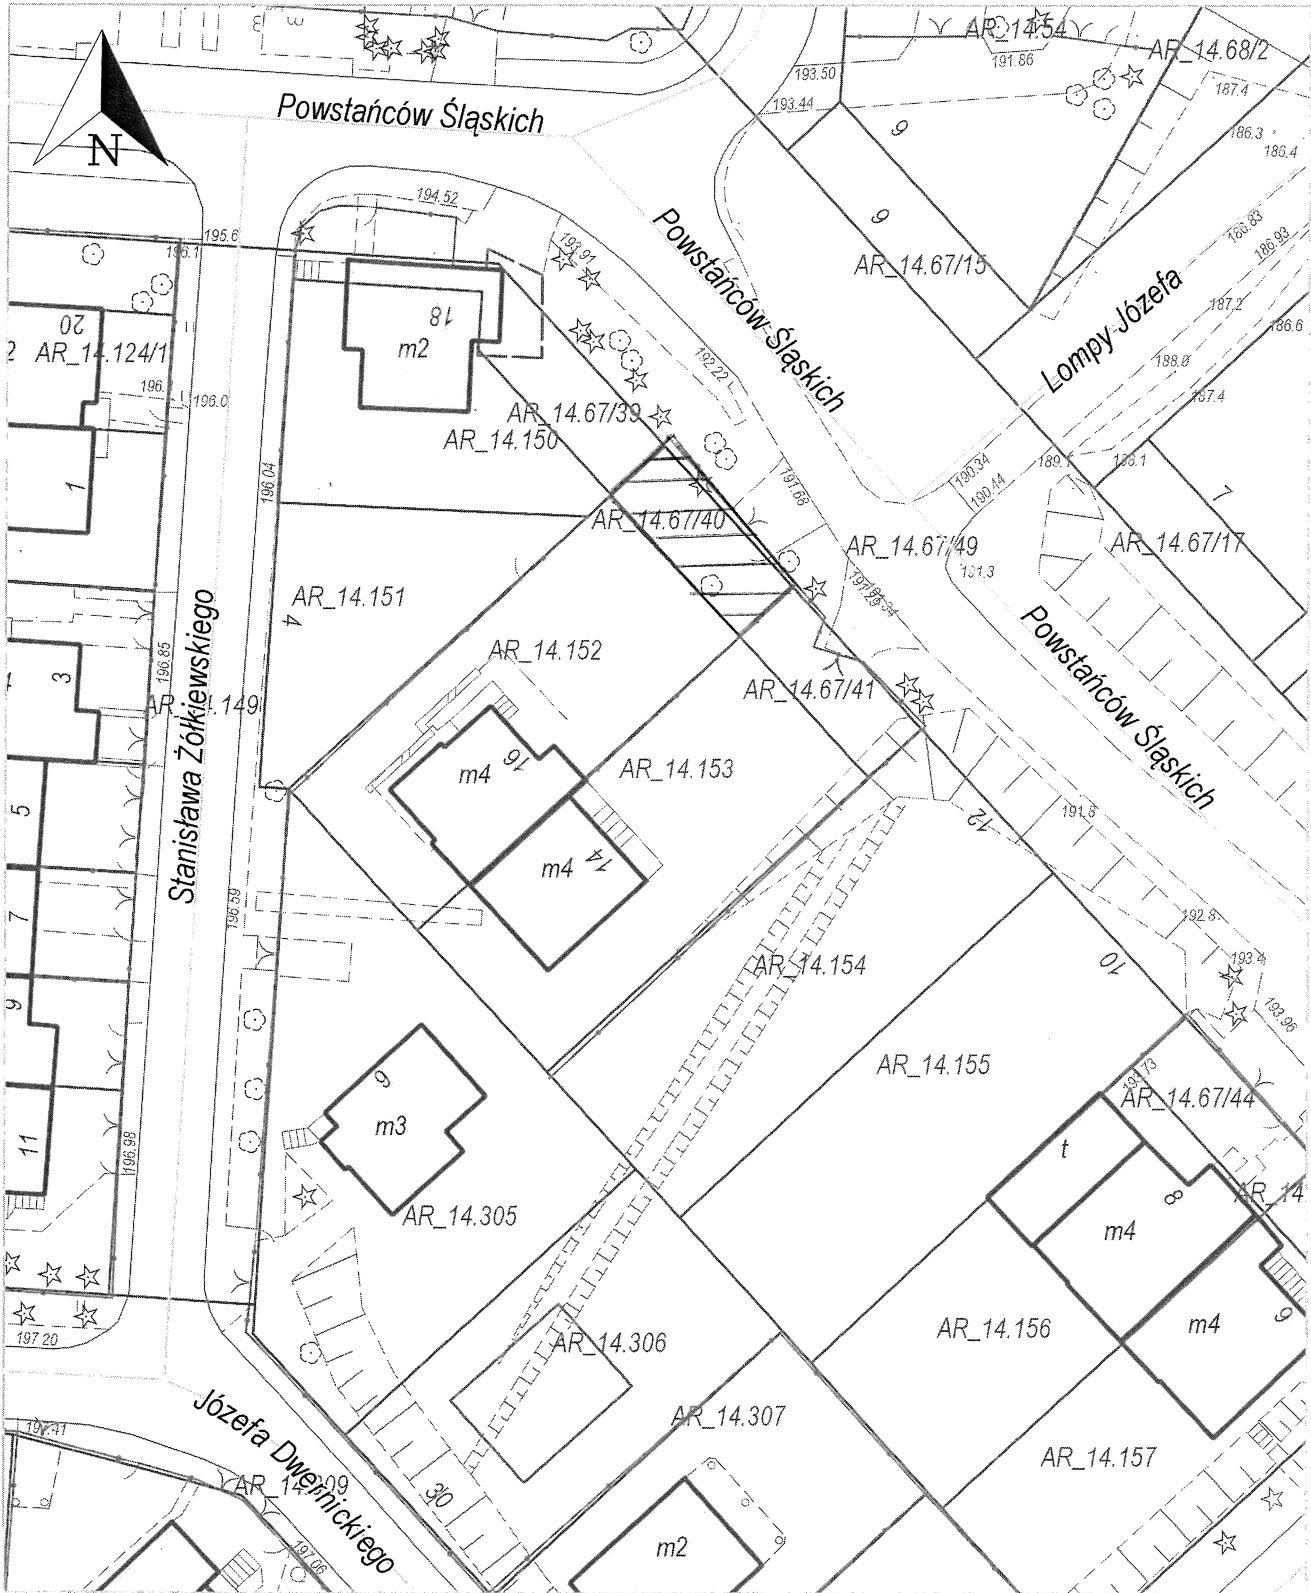 Powstańców Śląskich
N
AR_14.54
AR_14.68/2
193.50
191.86
193.44
187.4
186.3
186.4
9
9
194.52
195.6
196.1
193.91
Powstańców Śląskich
AR_14.67/15
186.83
186.93
187.2
186.6
Lompy Józefa
188.0
187.4
20
AR_14.124/1
18
m2
196.0
192.22
AR_14.67/39
AR_14.150
196.04
1
191.68
190.34
190.44
188.1
7
AR_14.67/40
AR_14.67/49
AR_14.67/17
191.3
AR_14.151
4
Stanisława Żółkiewskiego
196.85
3
AR_14.152
AR_14.67/41
Powstańców Śląskich
m4
16
AR_14.153
m4
14
12
191.8
5
7
9
11
196.59
192.8
193.4
193.96
AR_14.154
10
AR_14.155
AR_14.67/44
t
8
m4
m4
9
9
m3
AR_14.305
196.98
197.20
AR_14.306
AR_14.156
AR_14.307
AR_14.157
Józefa Dwernickiego
30
197.06
m2